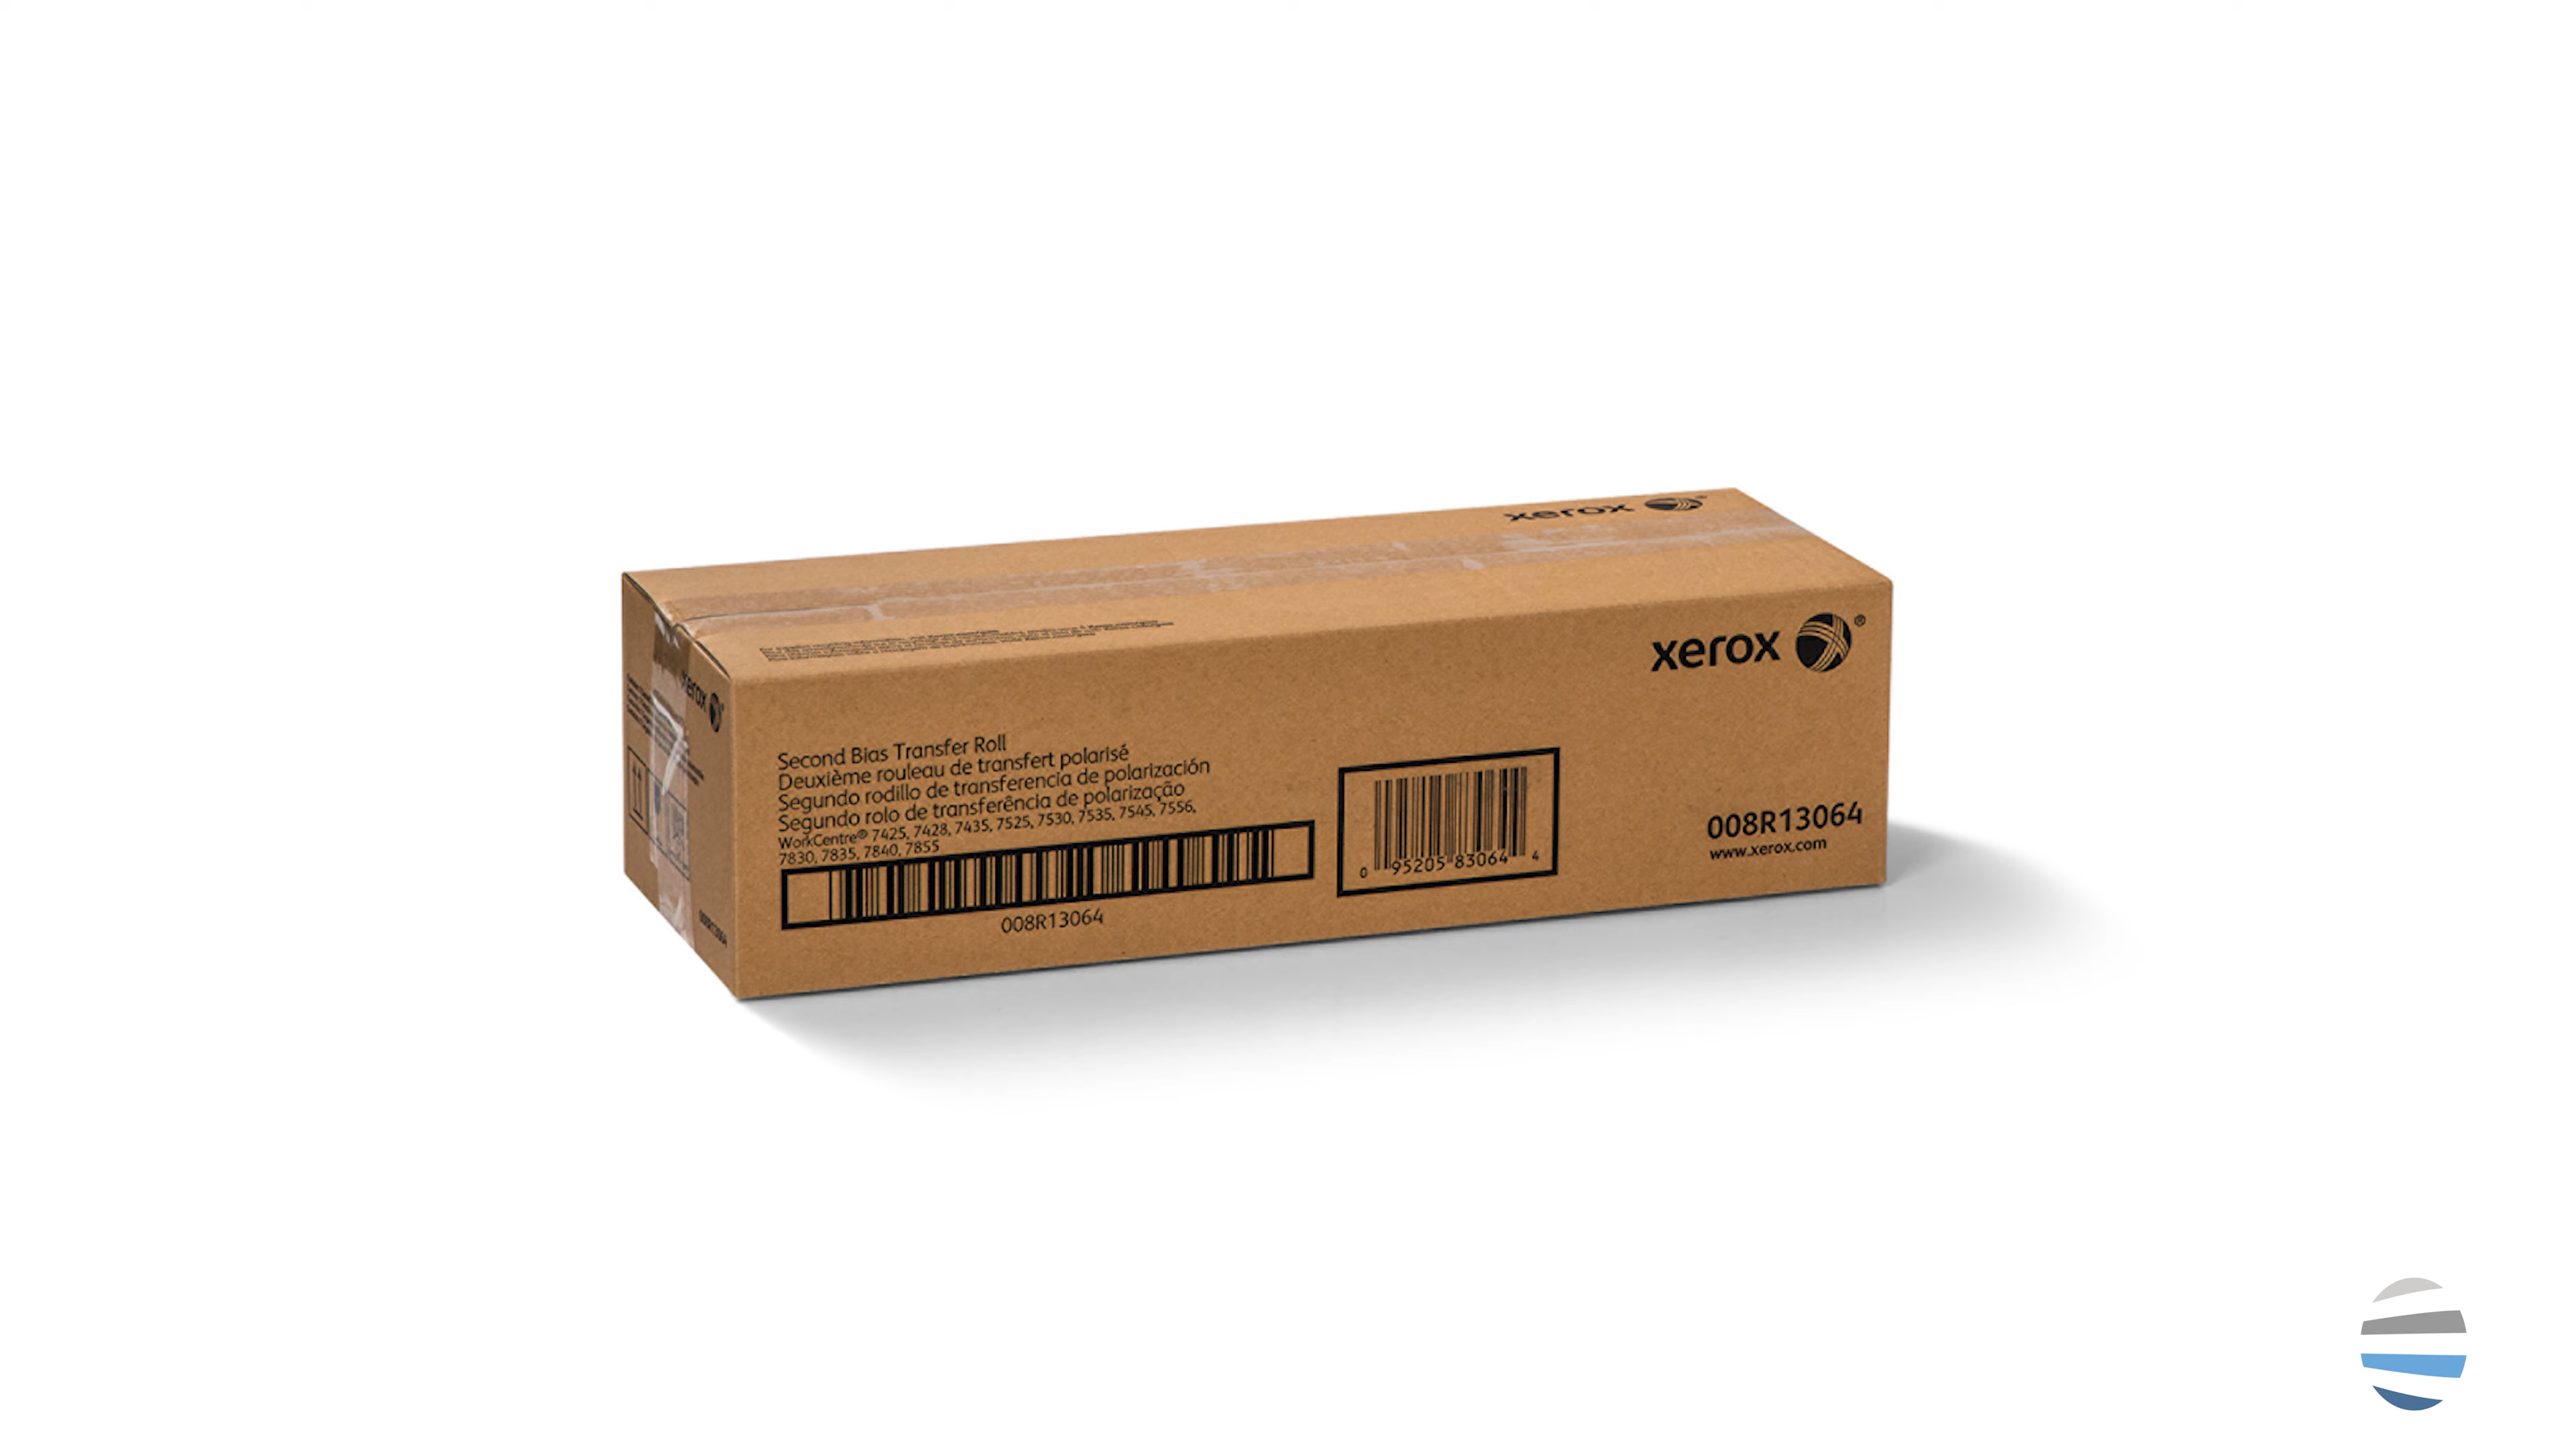 xerox ®
xerox ®
xerox
Second Bias Transfer Roll
Deuxième rouleau de transfert polarisé
Segundo rodillo de transferencia de polarización
Segundo rolo de transferência de polarização
WorkCentre® 7425, 7428, 7435, 7525, 7530, 7535, 7545, 7556,
7830, 7835, 7840, 7855
008R13064
0 95205 83064 4
008R13064
www.xerox.com
008R13064